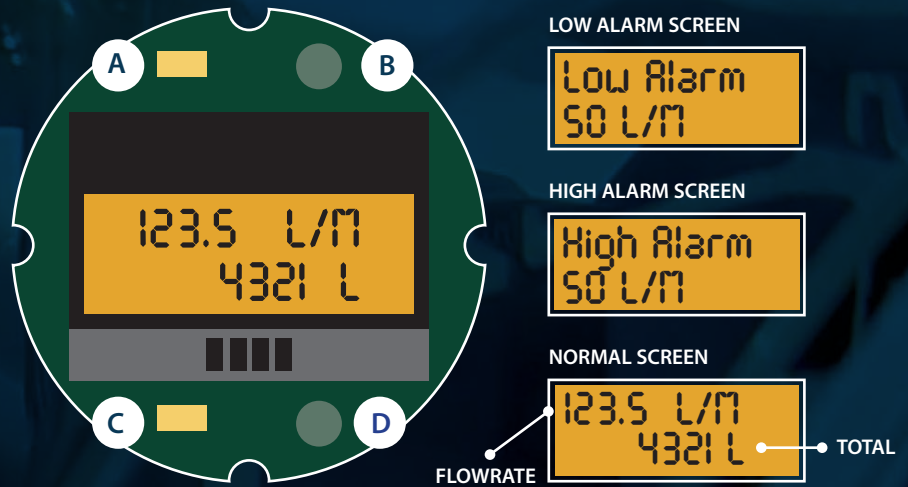 A
B
123.5 L/M
4321 L
C
D
LOW ALARM SCREEN
Low Alarm
50 L/M
HIGH ALARM SCREEN
High Alarm
50 L/M
NORMAL SCREEN
123.5 L/M
4321 L
TOTAL
FLOWRATE